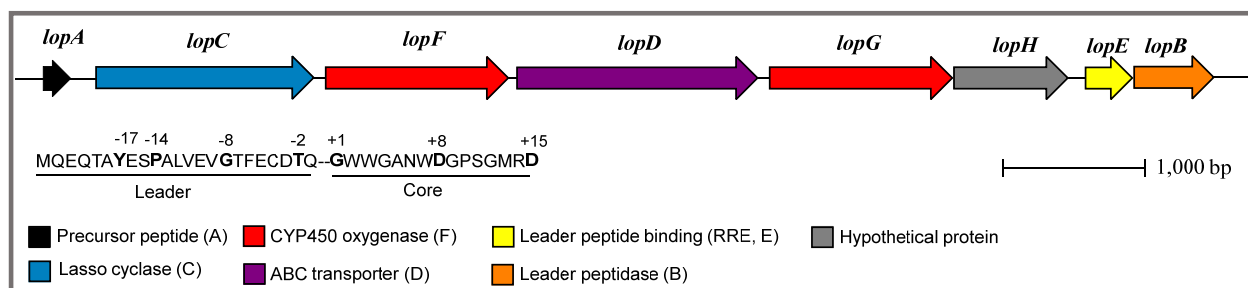 lopA lopC lopF lopD lopG lopH lopE lopB
-17 -14 -8 -2 +1 +8 +15
MQEQTAYESPALVEVGTFECDTQ--GWWGANWDGPSGMRD
Leader Core
1,000 bp
Precursor peptide (A) CYP450 oxygenase (F) Leader peptide binding (RRE, E) Hypothetical protein
Lasso cyclase (C) ABC transporter (D) Leader peptidase (B)